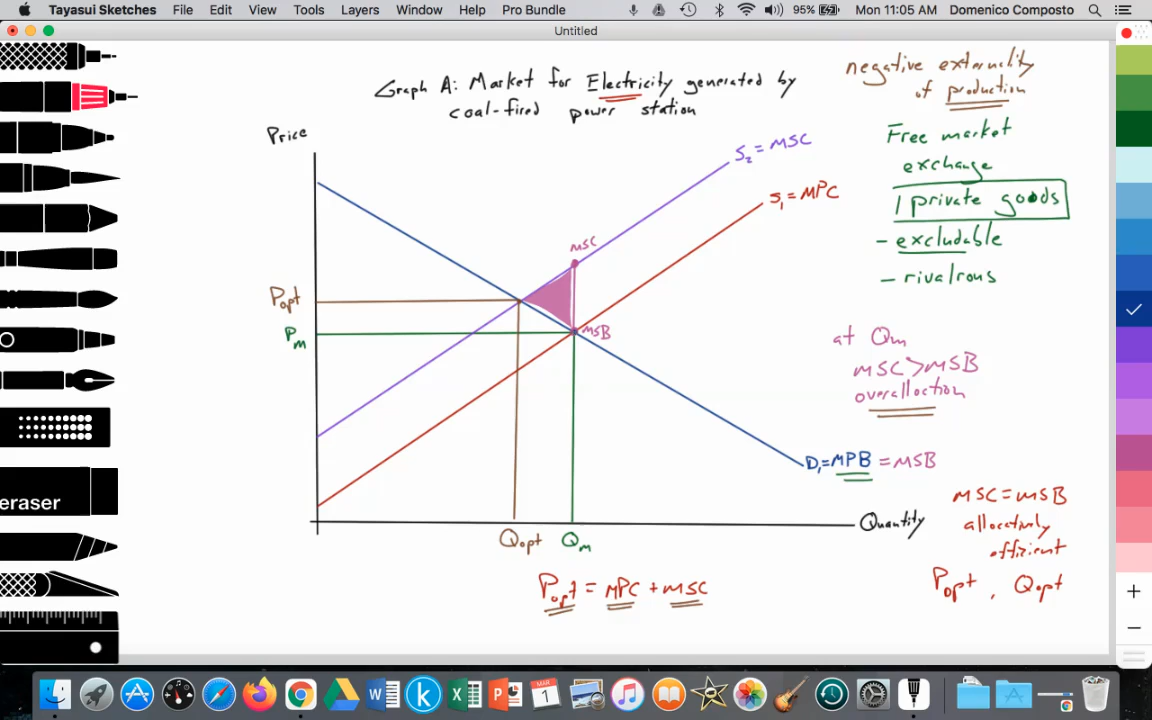 Tayasui Sketches File Edit View Tools Layers Window Help Pro Bundle 95% Mon 11:05 AM Domenico Composto
Untitled
Graph A: Market for Electricity generated by
coal-fired power station
negative externality
of production
Free market
exchange
private goods
- excludable
- rivalrous
Price
S₂ = MSC
S₁ = MPC
MSC
Popt
Pm
MSB
at Qm
MSC > MSB
overalloction
D₁ = MPB = MSB
Quantity
Qopt Qm
MSC = MSB
allocatively
efficient
Popt, Qopt
Popt = MPC + MSC
eraser
MAR
1